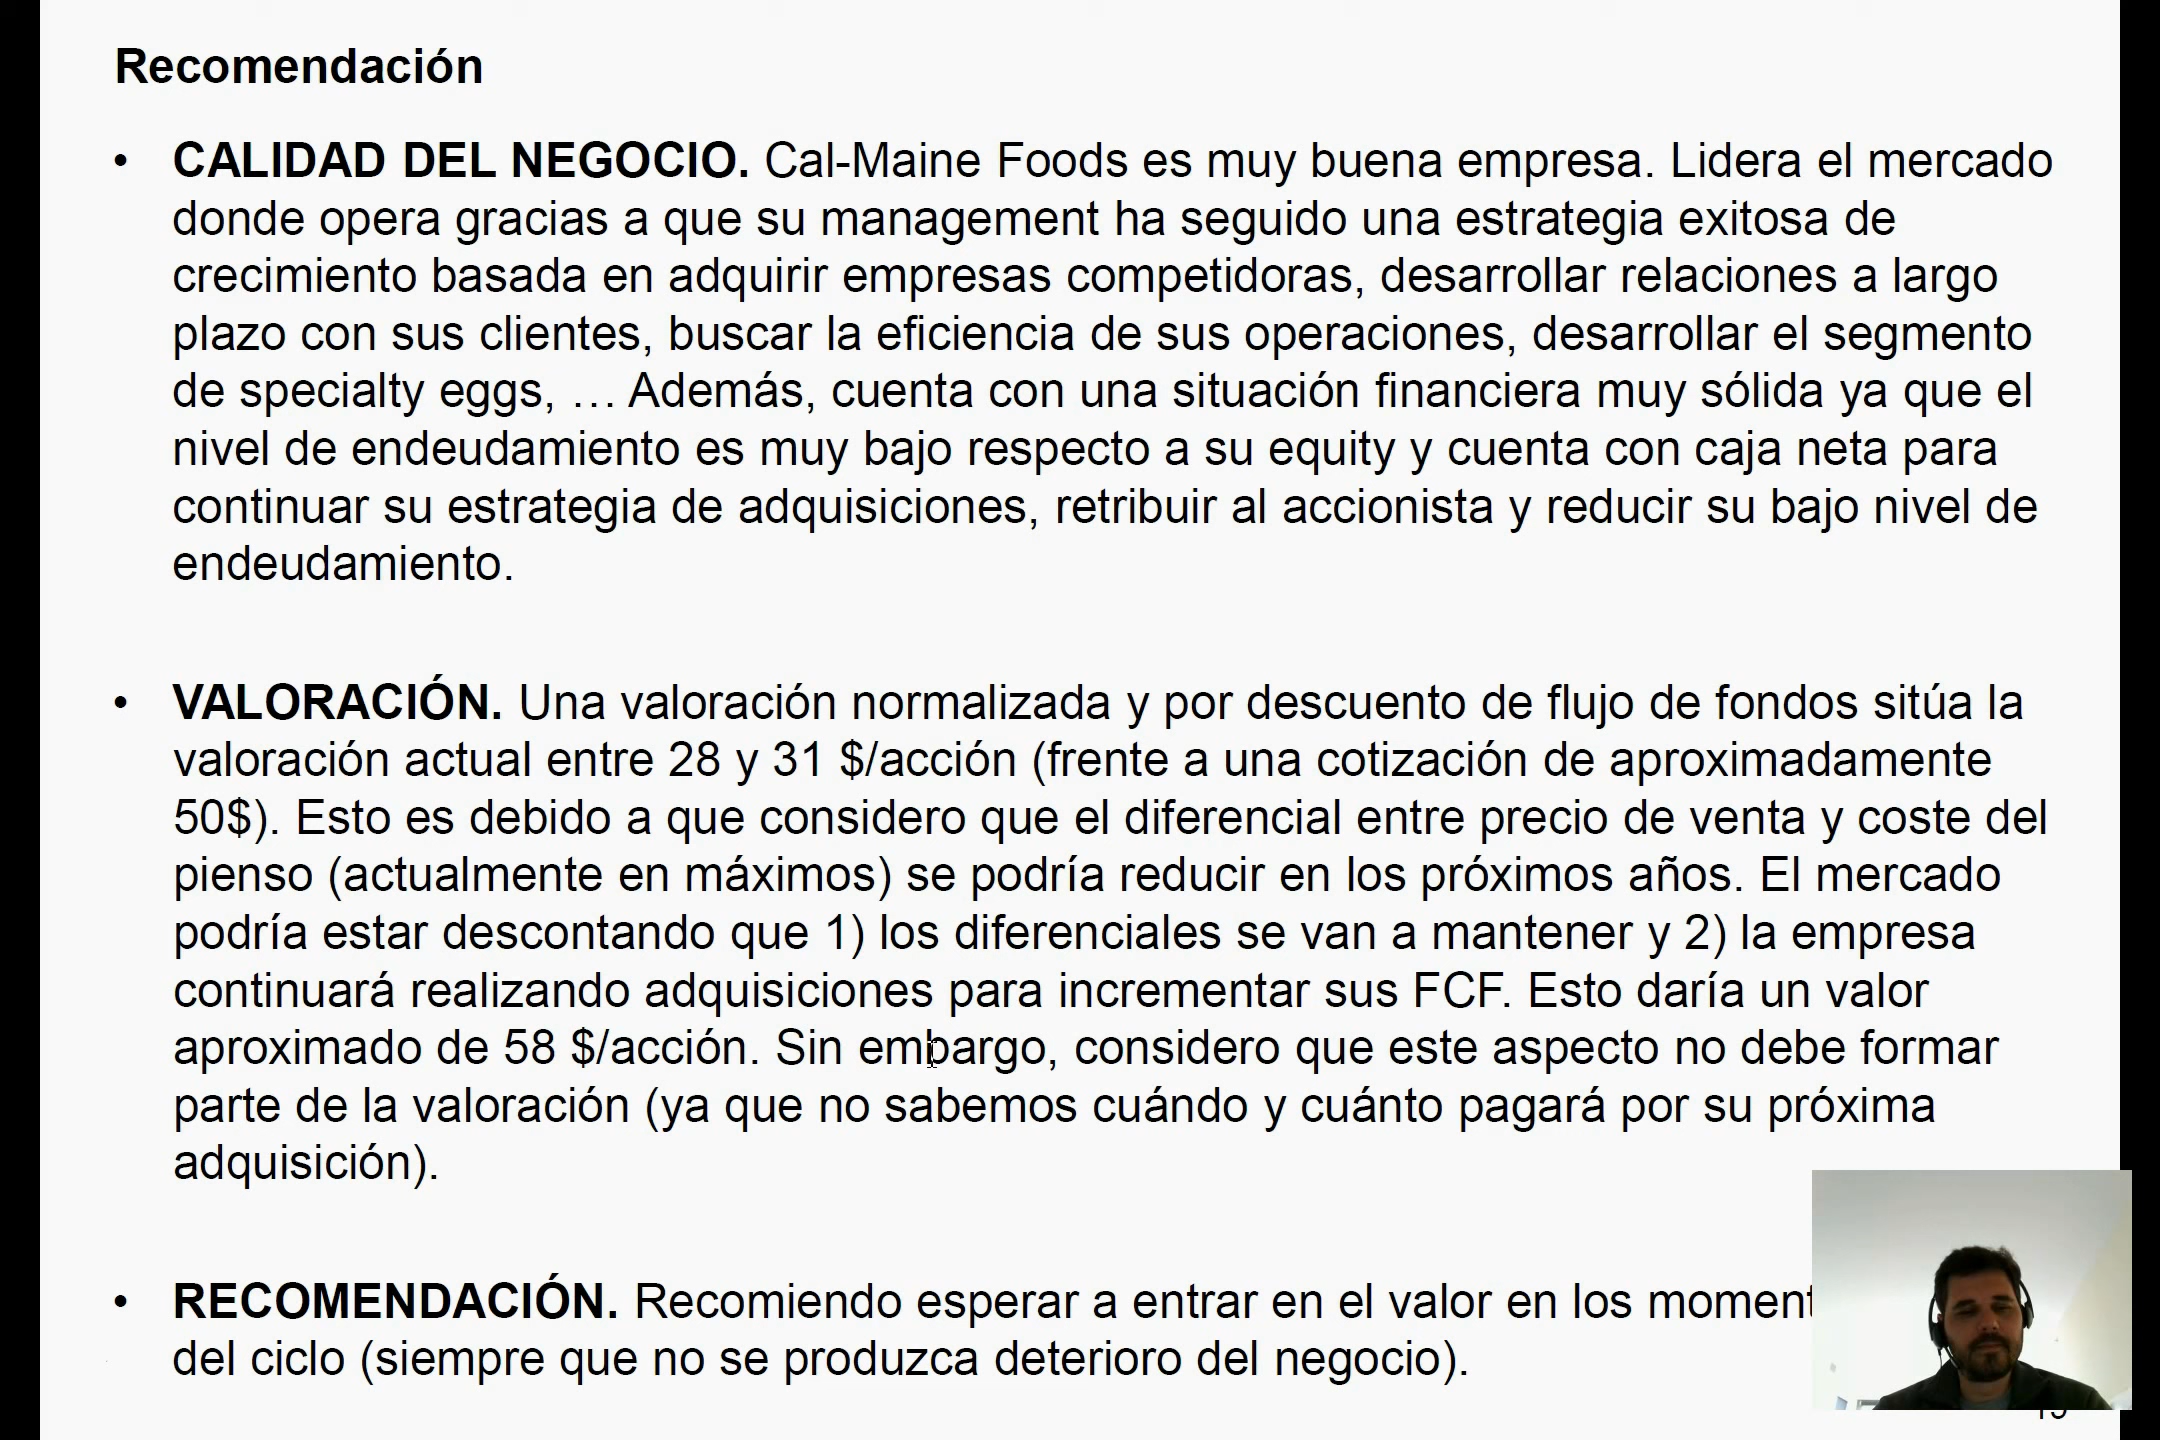 Recomendación
• CALIDAD DEL NEGOCIO. Cal-Maine Foods es muy buena empresa. Lidera el mercado
donde opera gracias a que su management ha seguido una estrategia exitosa de
crecimiento basada en adquirir empresas competidoras, desarrollar relaciones a largo
plazo con sus clientes, buscar la eficiencia de sus operaciones, desarrollar el segmento
de specialty eggs, … Además, cuenta con una situación financiera muy sólida ya que el
nivel de endeudamiento es muy bajo respecto a su equity y cuenta con caja neta para
continuar su estrategia de adquisiciones, retribuir al accionista y reducir su bajo nivel de
endeudamiento.
• VALORACIÓN. Una valoración normalizada y por descuento de flujo de fondos sitúa la
valoración actual entre 28 y 31 $/acción (frente a una cotización de aproximadamente
50$). Esto es debido a que considero que el diferencial entre precio de venta y coste del
pienso (actualmente en máximos) se podría reducir en los próximos años. El mercado
podría estar descontando que 1) los diferenciales se van a mantener y 2) la empresa
continuará realizando adquisiciones para incrementar sus FCF. Esto daría un valor
aproximado de 58 $/acción. Sin embargo, considero que este aspecto no debe formar
parte de la valoración (ya que no sabemos cuándo y cuánto pagará por su próxima
adquisición).
• RECOMENDACIÓN. Recomiendo esperar a entrar en el valor en los
del ciclo (siempre que no se produzca deterioro del negocio).